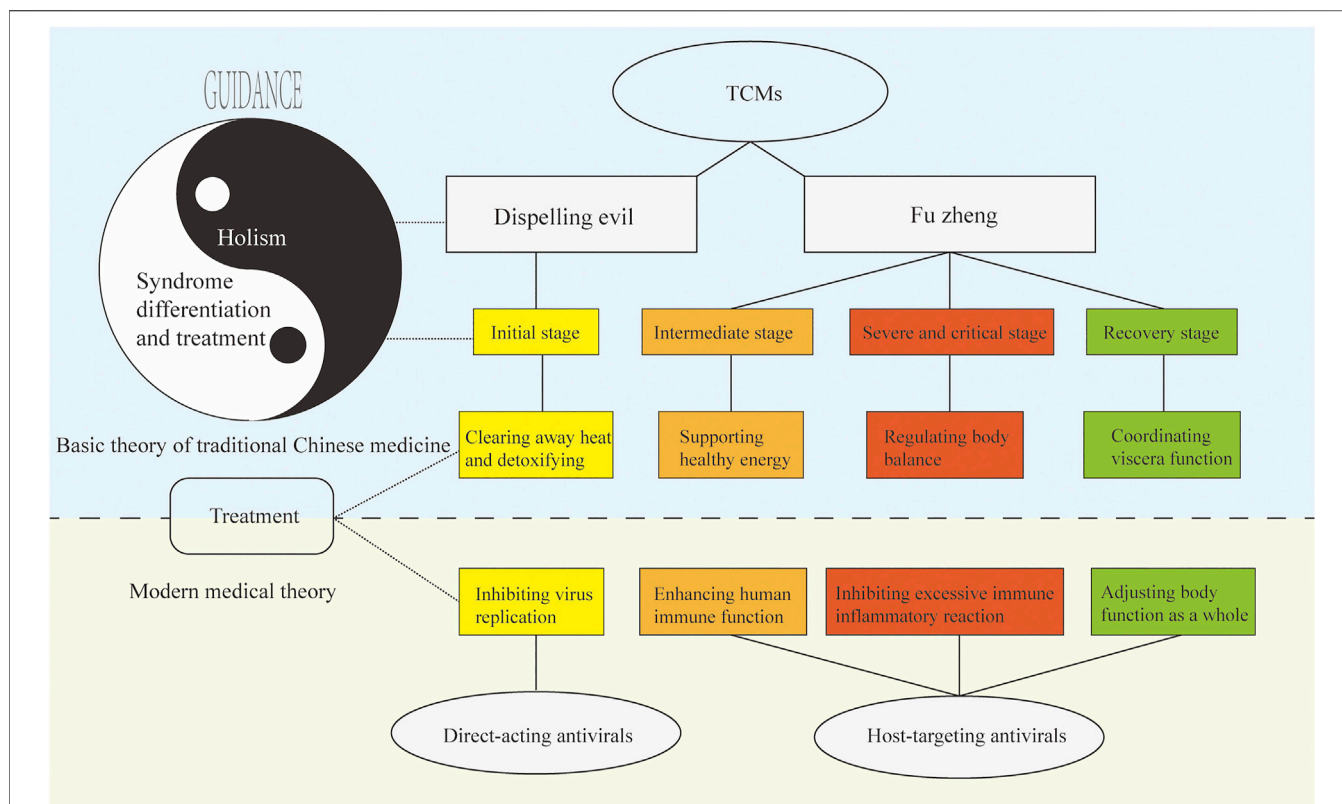 GUIDANCE
TCMs
Dispelling evil
Fu zheng
Holism
Syndrome
differentiation
and treatment
Initial stage
Intermediate stage
Severe and critical stage
Recovery stage
Basic theory of traditional Chinese medicine
Clearing away heat
and detoxifying
Supporting
healthy energy
Regulating body
balance
Coordinating
viscera function
Treatment
Modern medical theory
Inhibiting virus
replication
Enhancing human
immune function
Inhibiting excessive immune
inflammatory reaction
Adjusting body
function as a whole
Direct-acting antivirals
Host-targeting antivirals